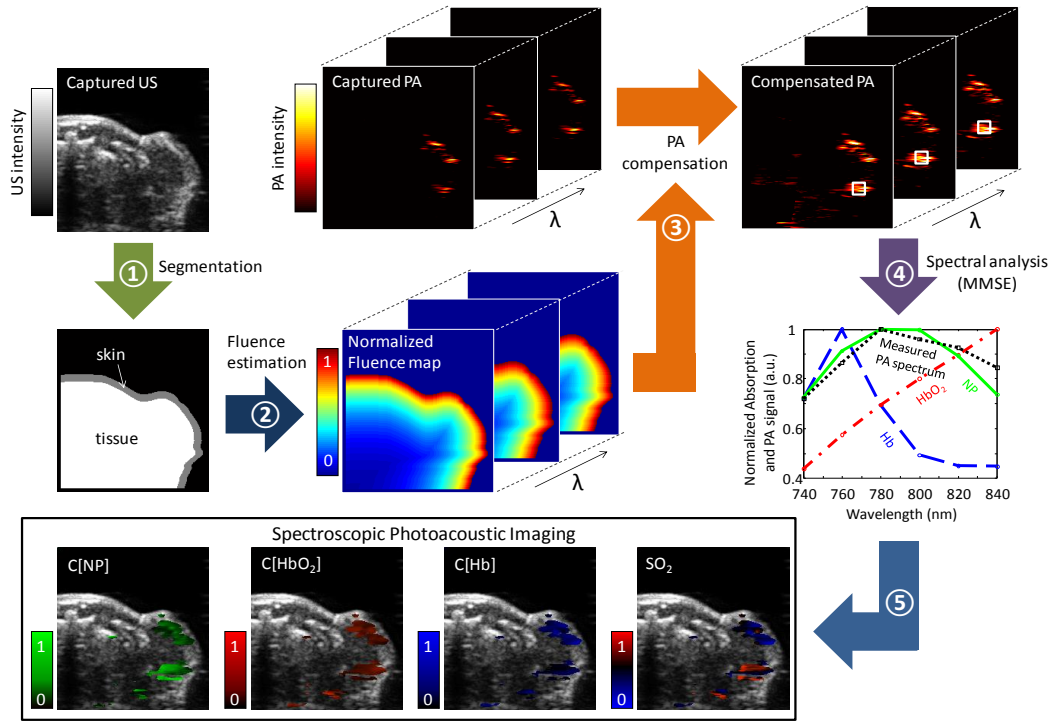 Captured US
US intensity
Captured PA
PA intensity
λ
PA
compensation
Compensated PA
λ
①
Segmentation
③
④
Spectral analysis
(MMSE)
skin
tissue
Fluence
estimation
②
1
0
Normalized
Fluence map
λ
Normalized Absorption
and PA signal (a.u.)
1
0.8
0.6
0.4
740
760
780
800
820
840
Wavelength (nm)
Measured
PA spectrum
NP
HbO₂
Hb
⑤
Spectroscopic Photoacoustic Imaging
C[NP]
1
0
C[HbO₂]
1
0
C[Hb]
1
0
SO₂
1
0